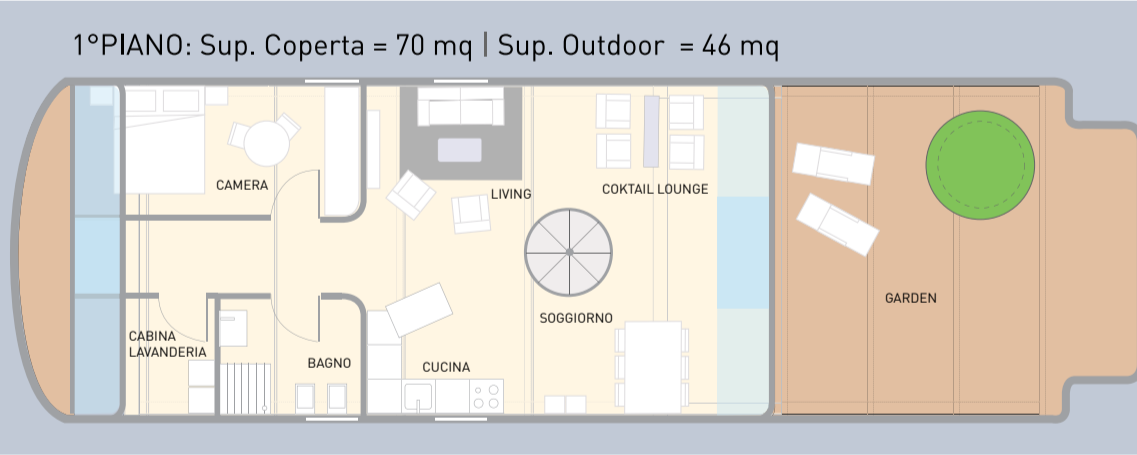 1°PIANO: Sup. Coperta = 70 mq | Sup. Outdoor = 46 mq
CAMERA
LIVING
COKTAIL LOUNGE
GARDEN
SOGGIORNO
CABINA
LAVANDERIA
BAGNO
CUCINA